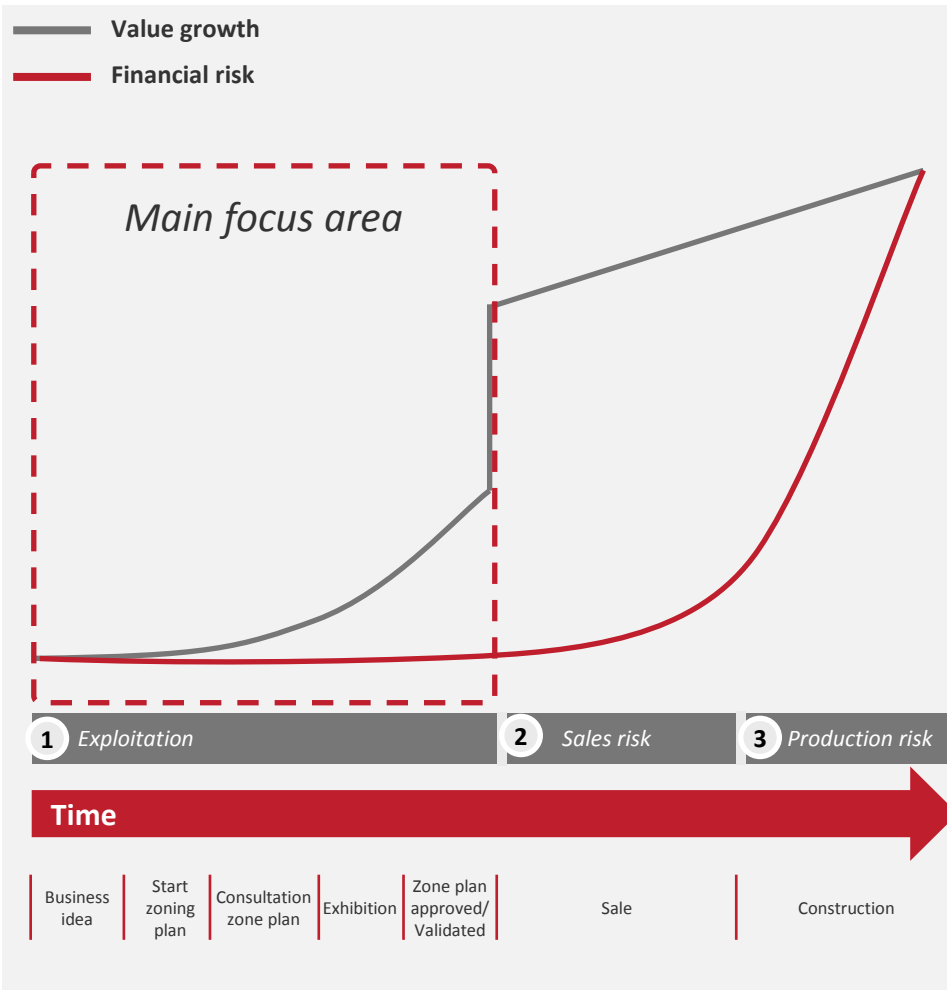 Value growth
Financial risk
Main focus area
1 Exploitation
2 Sales risk
3 Production risk
Time
Business
idea
Start
zoning
plan
Consultation
zone plan
Exhibition
Zone plan
approved/
Validated
Sale
Construction